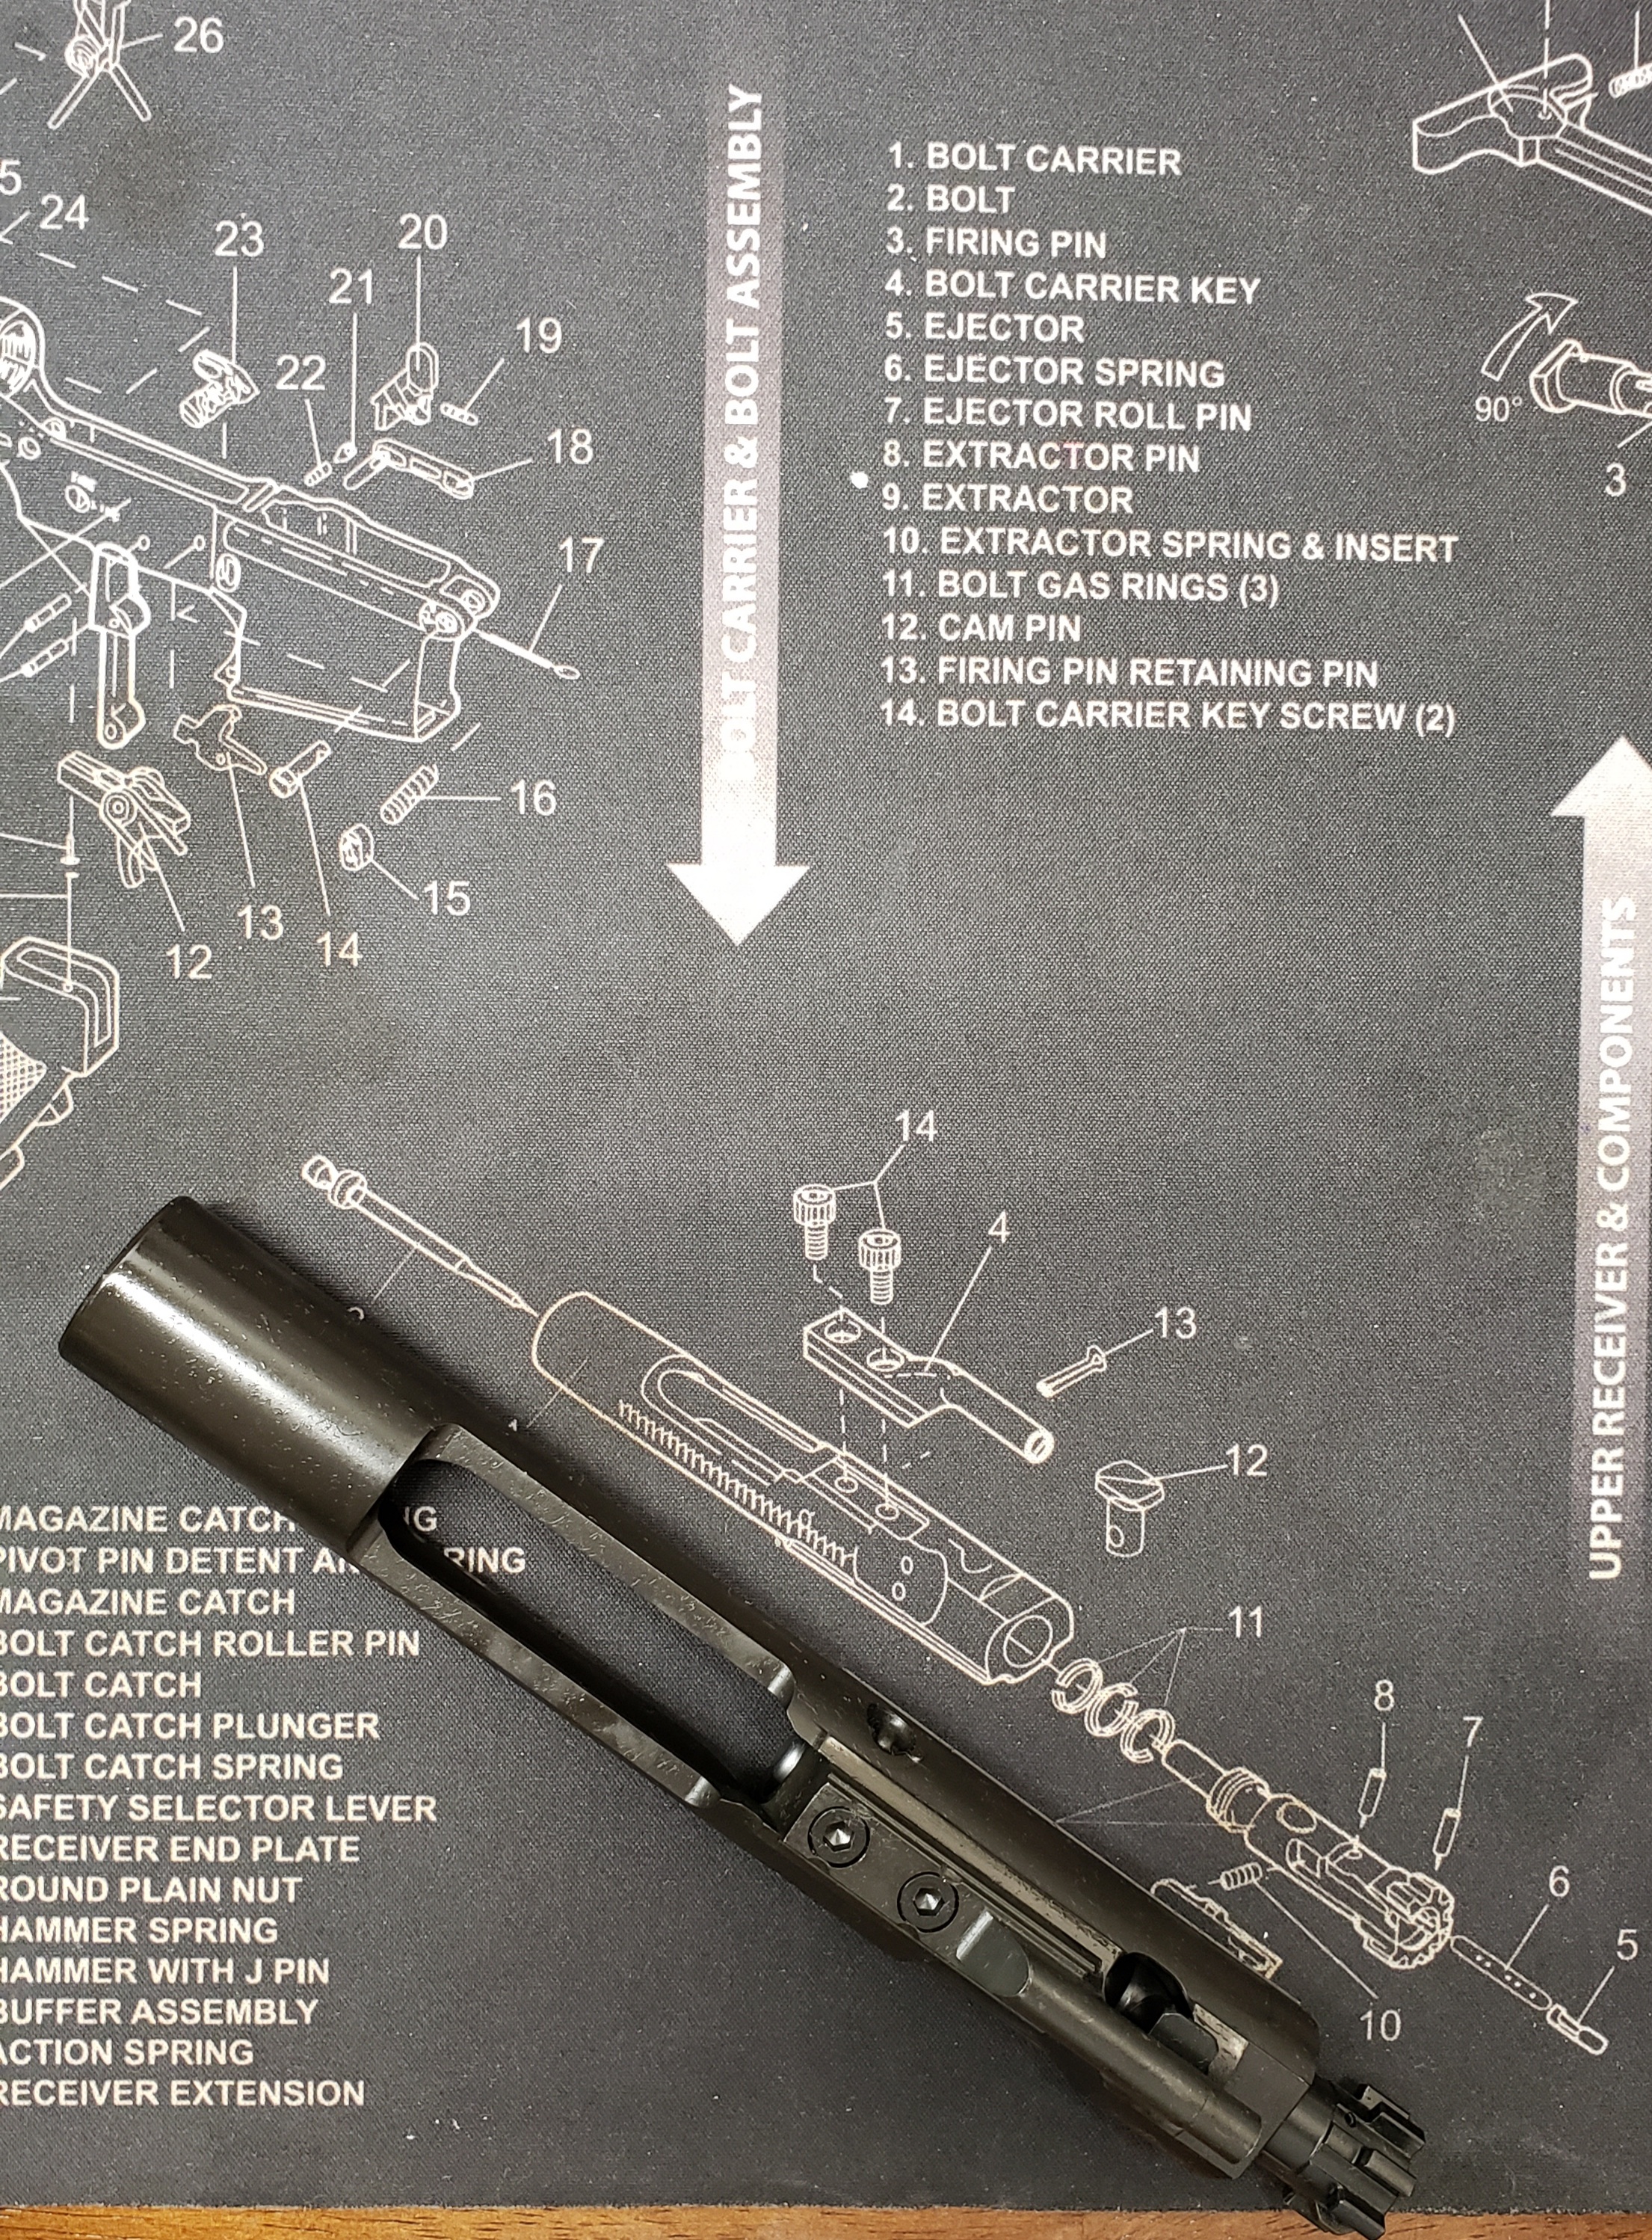 26
24
23
20
21
19
22
18
17
16
15
13
14
12
BOLT CARRIER & BOLT ASSEMBLY
1. BOLT CARRIER
2. BOLT
3. FIRING PIN
4. BOLT CARRIER KEY
5. EJECTOR
6. EJECTOR SPRING
7. EJECTOR ROLL PIN
8. EXTRACTOR PIN
9. EXTRACTOR
10. EXTRACTOR SPRING & INSERT
11. BOLT GAS RINGS (3)
12. CAM PIN
13. FIRING PIN RETAINING PIN
14. BOLT CARRIER KEY SCREW (2)
90°
3
UPPER RECEIVER & COMPONENTS
14
4
13
12
11
8
7
6
5
10
MAGAZINE CATCH
PIVOT PIN DETENT
MAGAZINE CATCH
BOLT CATCH ROLLER PIN
BOLT CATCH
BOLT CATCH PLUNGER
BOLT CATCH SPRING
SAFETY SELECTOR LEVER
RECEIVER END PLATE
ROUND PLAIN NUT
HAMMER SPRING
HAMMER WITH J PIN
BUFFER ASSEMBLY
ACTION SPRING
RECEIVER EXTENSION